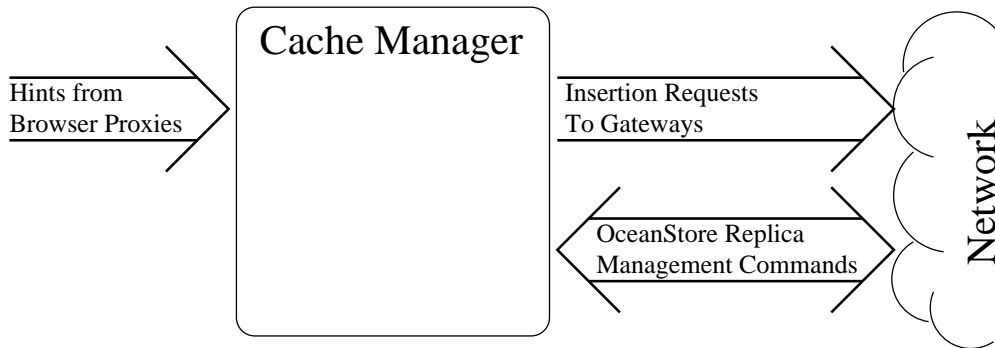 Cache Manager
Hints from
Browser Proxies
Insertion Requests
To Gateways
OceanStore Replica
Management Commands
Network